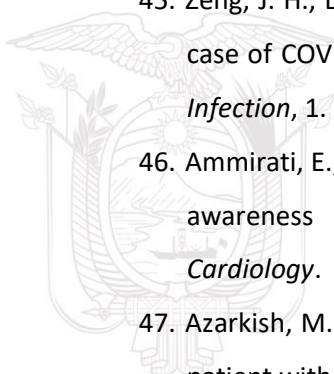 45. Zeng, J. H., L
case of COV
Infection, 1.
46. Ammirati, E.,
awareness
Cardiology.
47. Azarkish, M.
patient with